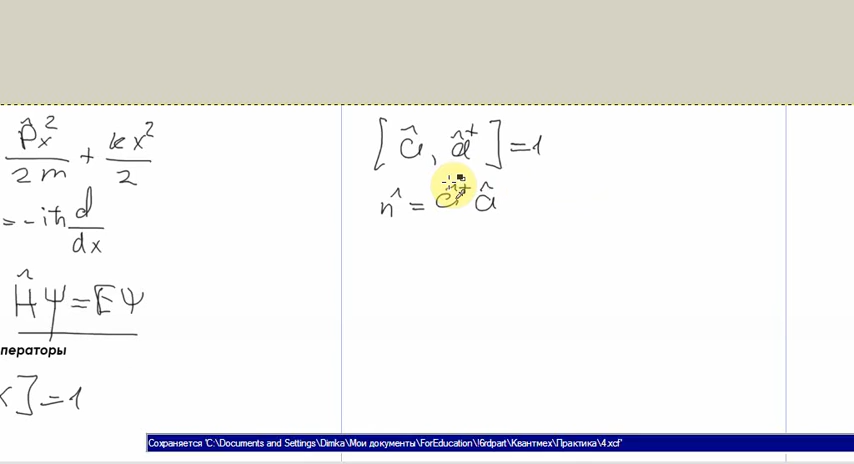 p̂ₓ²/2m + kx²/2
= -iħ d/dx
Ĥψ=Eψ
ператоры
]=1
[â, â⁺]=1
n̂ = â⁺â
Сохраняется 'C:\Documents and Settings\Dimka\Мои документы\ForEducation\!6rdpart\Квантмех\Практика\4.xcf'